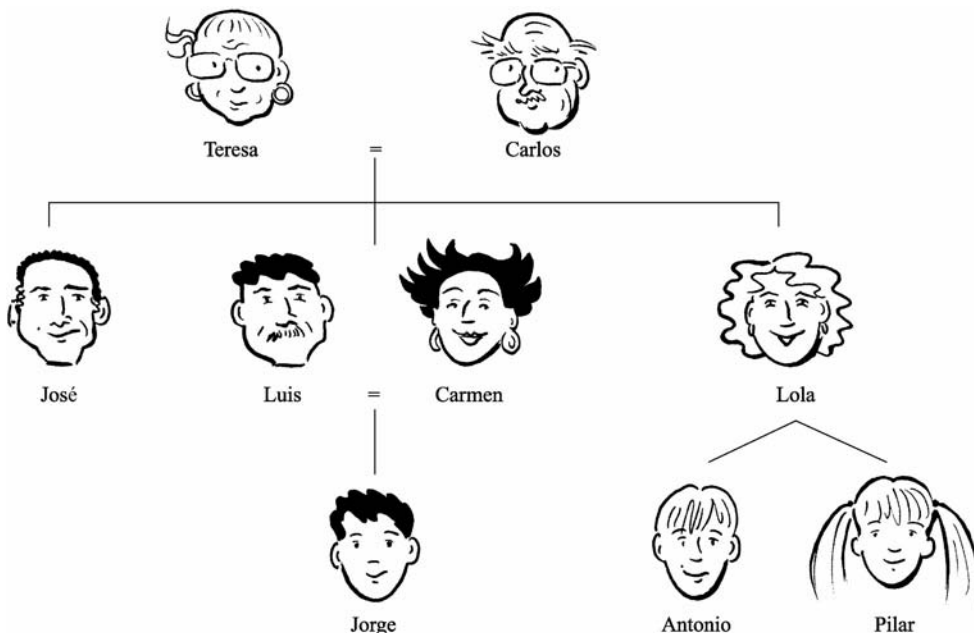 Teresa = Carlos
José Luis = Carmen Lola
Jorge Antonio Pilar